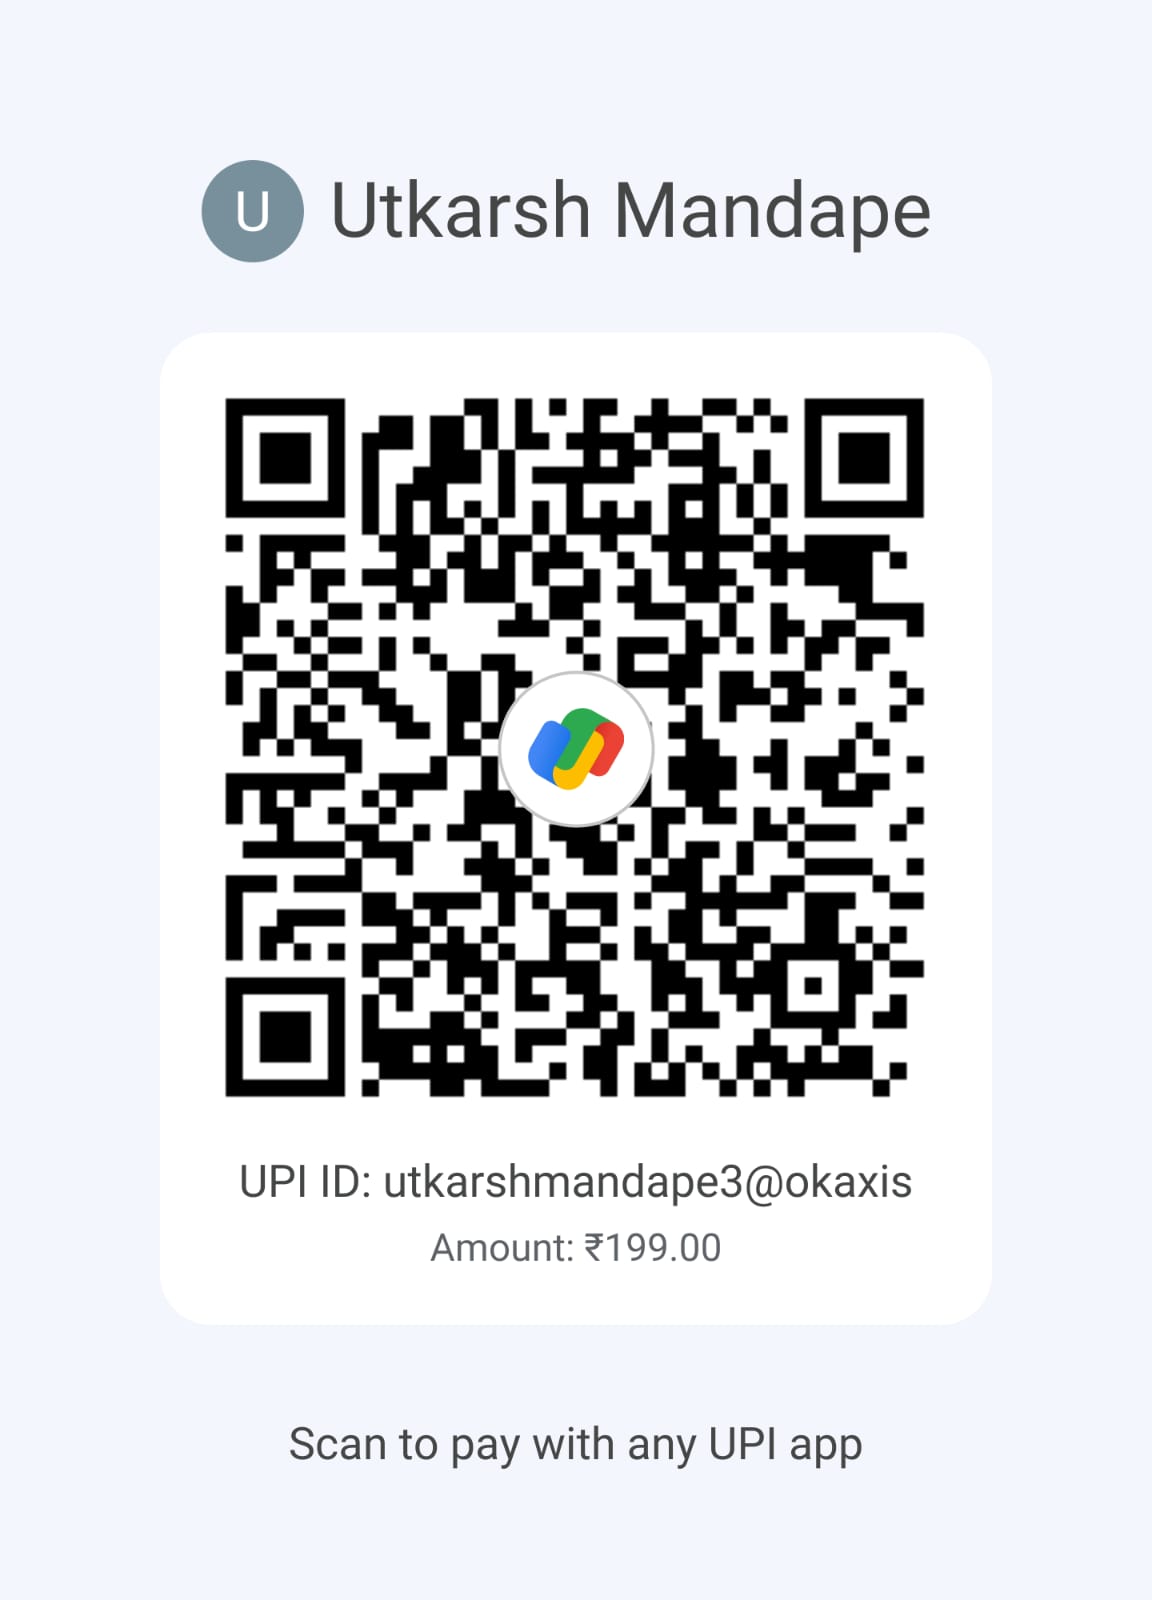 U Utkarsh Mandape
UPI ID: utkarshmandape3@okaxis
Amount: ₹199.00
Scan to pay with any UPI app